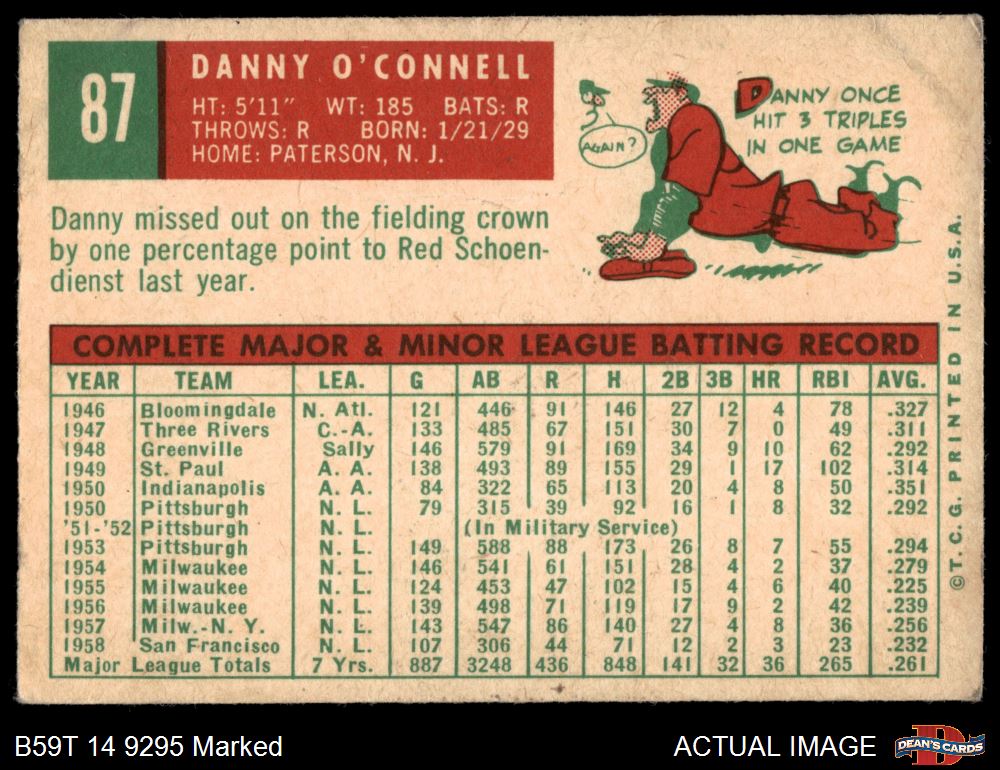 87
DANNY O'CONNELL
HT: 5'11" WT: 185 BATS: R
THROWS: R BORN: 1/21/29
HOME: PATERSON, N. J.
DANNY ONCE
HIT 3 TRIPLES
IN ONE GAME
AGAIN?
Danny missed out on the fielding crown
by one percentage point to Red Schoen-
dienst last year.
COMPLETE MAJOR & MINOR LEAGUE BATTING RECORD
YEAR TEAM LEA. G AB R H 2B 3B HR RBI AVG.
1946 Bloomingdale N. Atl. 121 446 91 146 27 12 4 78 .327
1947 Three Rivers C.-A. 133 485 67 151 30 7 0 49 .311
1948 Greenville Sally 146 579 91 169 34 9 10 62 .292
1949 St. Paul A. A. 138 493 89 155 29 1 17 102 .314
1950 Indianapolis A. A. 84 322 65 113 20 4 8 50 .351
1950 Pittsburgh N. L. 79 315 39 92 16 1 8 32 .292
'51-'52 Pittsburgh (In Military Service)
1953 Pittsburgh N. L. 149 588 88 173 26 8 7 55 .294
1954 Milwaukee N. L. 146 541 61 151 28 4 2 37 .279
1955 Milwaukee N. L. 124 453 47 102 15 4 6 40 .225
1956 Milwaukee N. L. 139 498 71 119 17 9 2 42 .239
1957 Milw.-N. Y. N. L. 143 547 86 140 27 4 8 36 .256
1958 San Francisco N. L. 107 306 44 71 12 2 3 23 .232
Major League Totals 7 Yrs. 887 3248 436 848 141 32 36 265 .261
©T. C. G. PRINTED IN U.S.A.
B59T 14 9295 Marked
ACTUAL IMAGE
D
DEAN'S CARDS